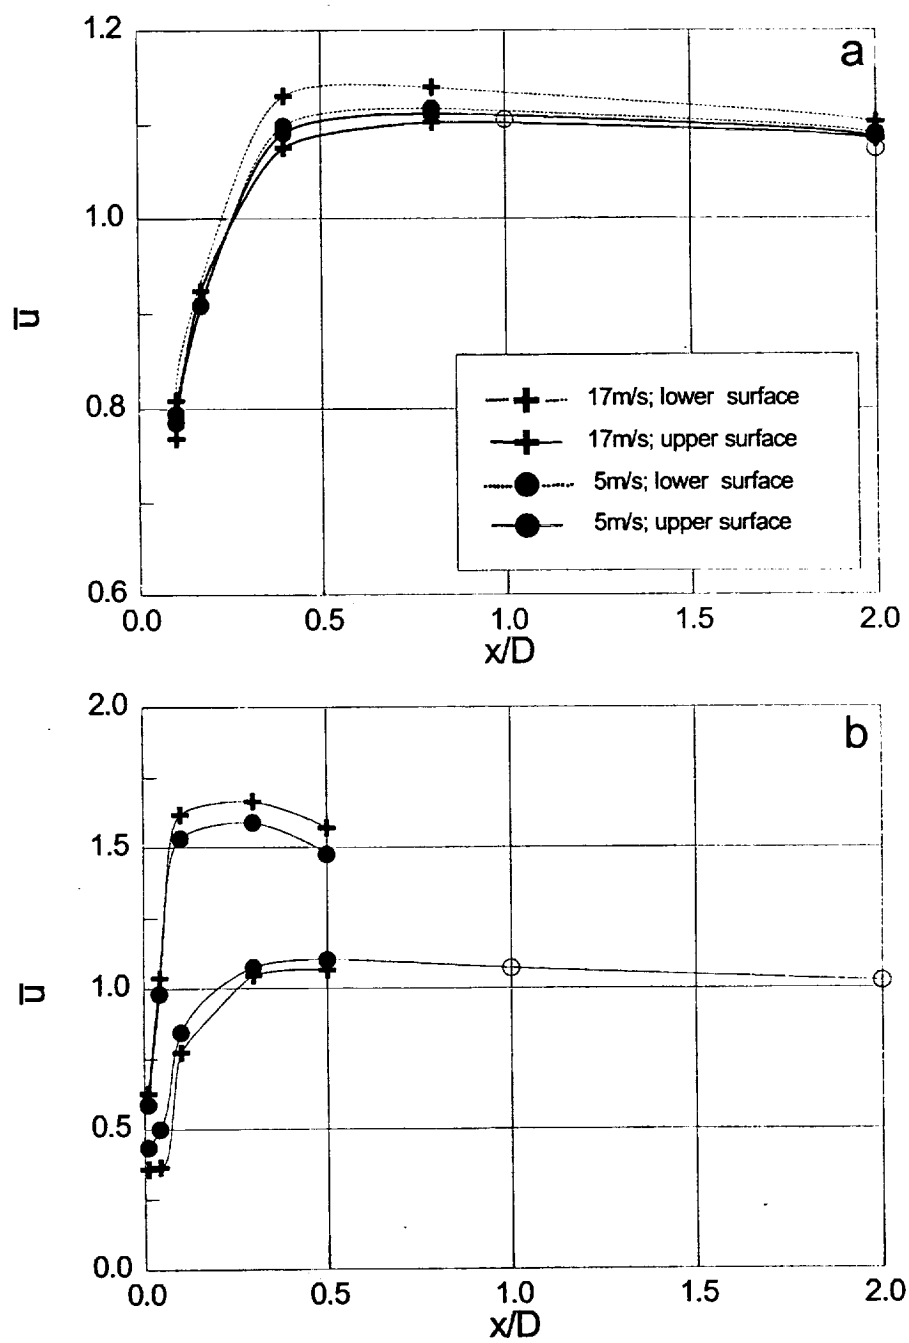 1.2
a
1.0
u
0.8
17m/s; lower surface
17m/s; upper surface
5m/s; lower surface
5m/s; upper surface
0.6
0.0 0.5 1.0 1.5 2.0
x/D
2.0
b
1.5
1.0
u
0.5
0.0
0.0 0.5 1.0 1.5 2.0
x/D